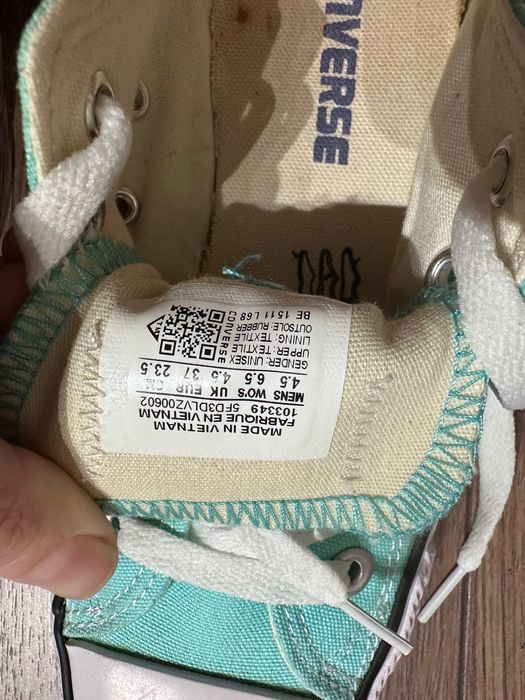 CONVERSE
MADE IN VIETNAM
FABRIQUE EN VIETNAM
103349 5FD3DLVZ00602
MENS WO'S UK EUR CM
4.5 6.5 4.5 37 23.5
GENDER: UNISEX
UPPER: TEXTILE
LINING: TEXTILE
OUTSOLE: RUBBER
CONVERSE
BE 1511 L68